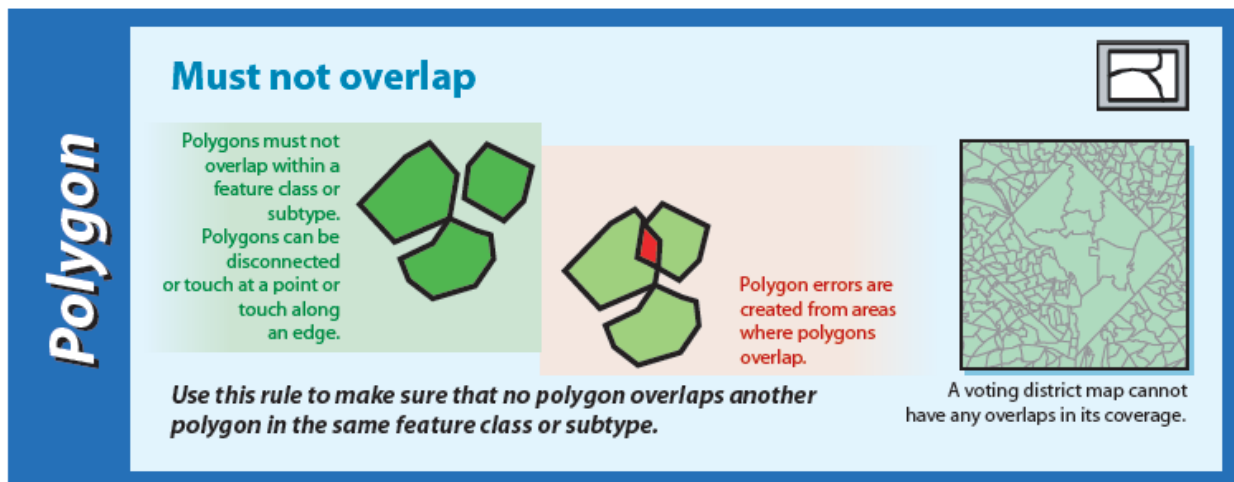 Polygon
Must not overlap
Polygons must not
overlap within a
feature class or
subtype.
Polygons can be
disconnected
or touch at a point or
touch along
an edge.
Polygon errors are
created from areas
where polygons
overlap.
Use this rule to make sure that no polygon overlaps another
polygon in the same feature class or subtype.
A voting district map cannot
have any overlaps in its coverage.